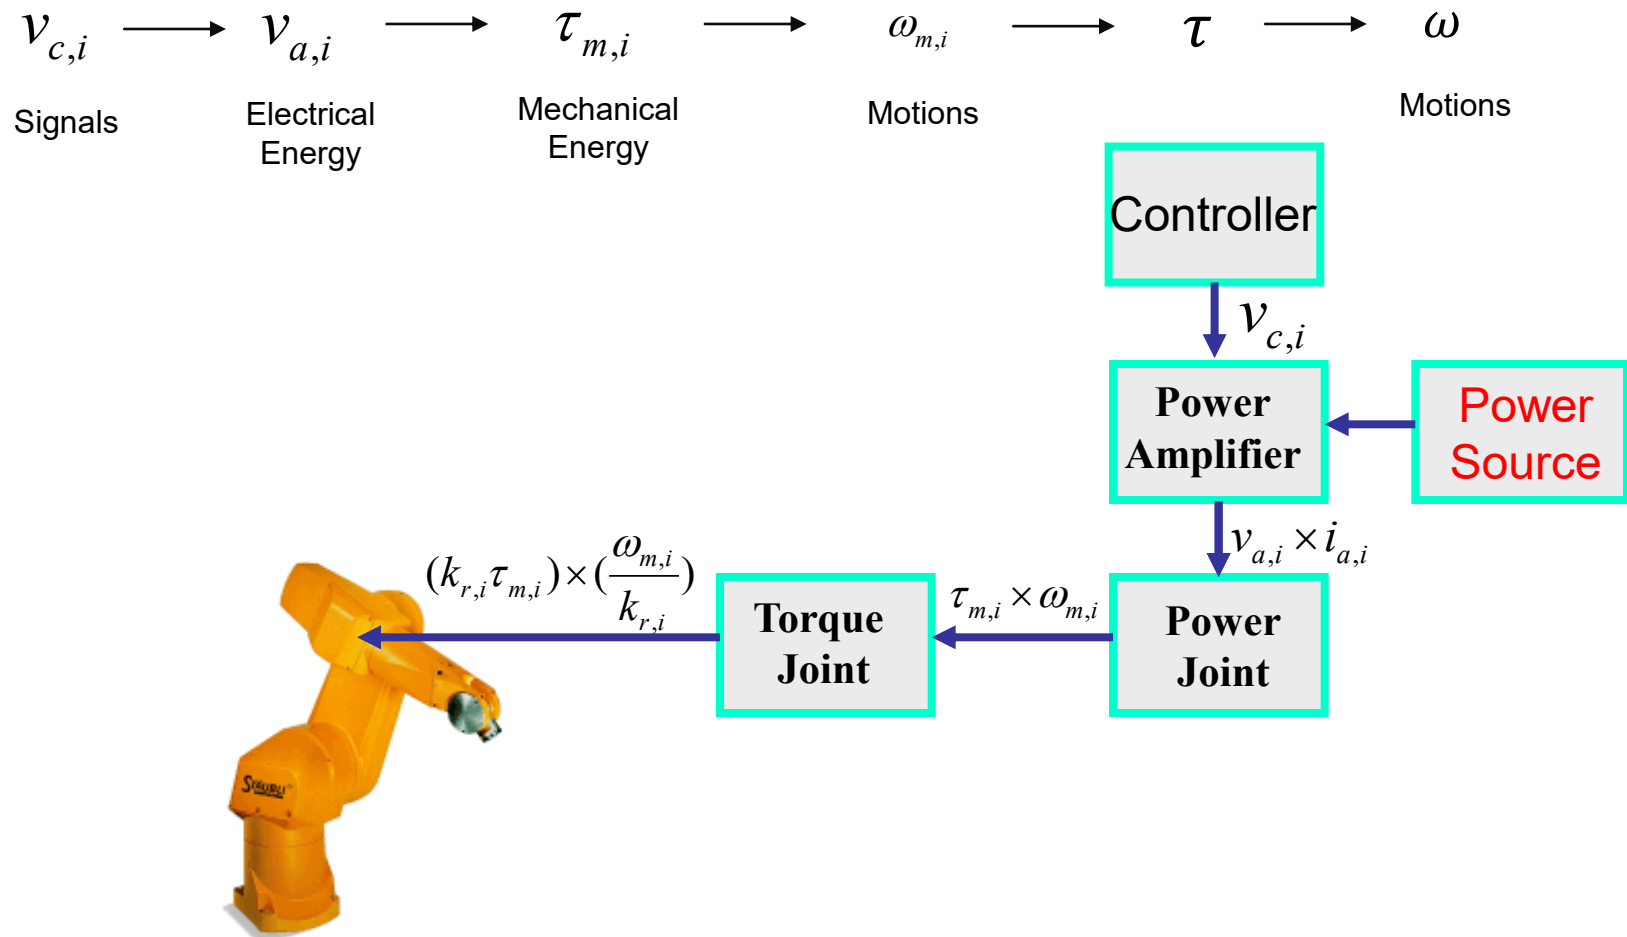 v_{c,i} → v_{a,i} → τ_{m,i} → ω_{m,i} → τ → ω
Signals
Electrical
Energy
Mechanical
Energy
Motions
Motions
Controller
v_{c,i}
Power
Amplifier
Power
Source
v_{a,i} × i_{a,i}
(k_{r,i} τ_{m,i}) × (ω_{m,i} / k_{r,i})
Torque
Joint
τ_{m,i} × ω_{m,i}
Power
Joint
STAUBLI